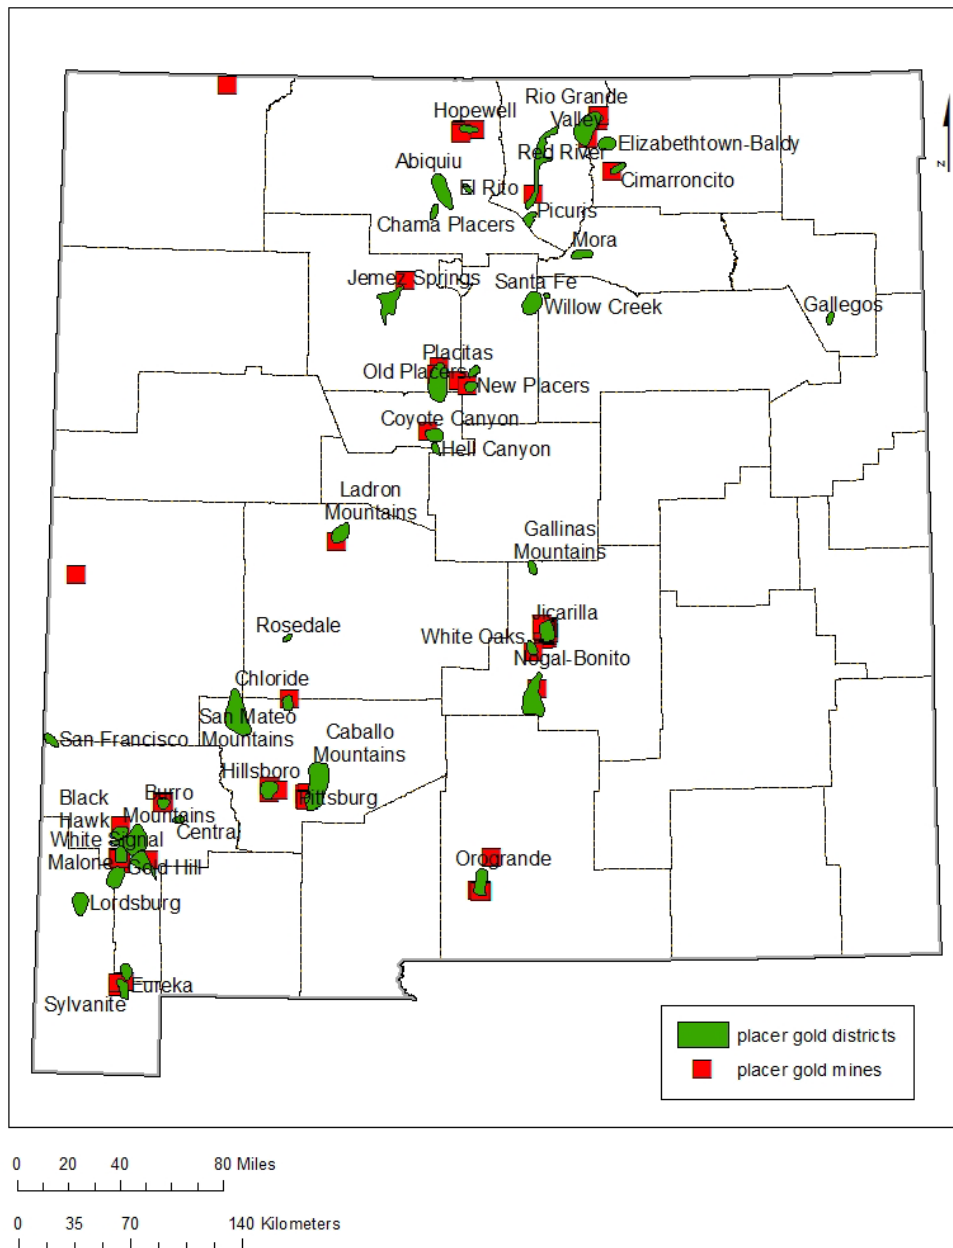 Rio Grande
Valley
Hopewell
Red River
Elizabethtown-Baldy
Abiquiu
El Rito
Cimarroncito
Chama Placers
Picuris
N
Mora
Jemez Springs
Santa Fe
Willow Creek
Gallegos
Placitas
Old Placers
New Placers
Coyote Canyon
Hell Canyon
Ladron
Mountains
Gallinas
Mountains
Jicarilla
Rosedale
White Oaks
Nogal-Bonito
Chloride
San Mateo
Mountains
San Francisco
Caballo
Mountains
Hillsboro
Pittsburg
Burro
Mountains
Black
Hawk
Central
White Signal
Malone
Gold Hill
Orogrande
Lordsburg
Eureka
Sylvanite
placer gold districts
placer gold mines
0 20 40 80 Miles
0 35 70 140 Kilometers